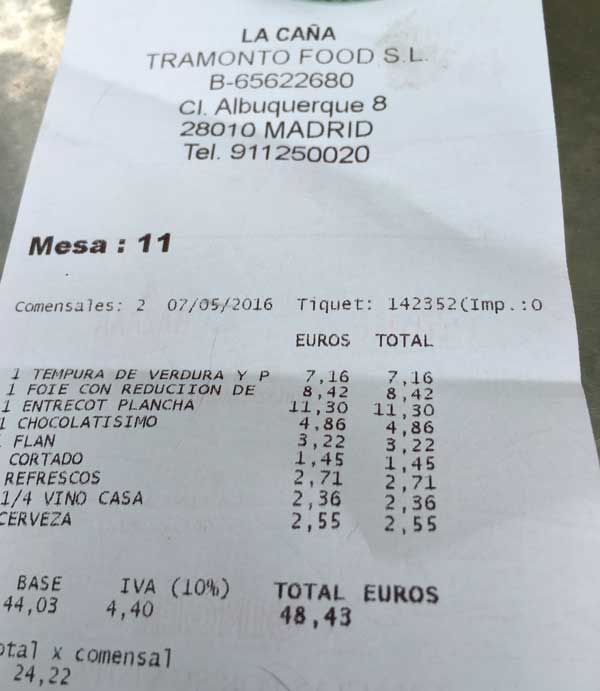 LA CAÑA
TRAMONTO FOOD S.L.
B-65622680
Cl. Albuquerque 8
28010 MADRID
Tel. 911250020
Mesa : 11
Comensales: 2 07/05/2016 Tiquet: 142352(Imp.:0
EUROS TOTAL
1 TEMPURA DE VERDURA Y P 7,16 7,16
1 FOIE CON REDUCIION DE 8,42 8,42
1 ENTRECOT PLANCHA 11,30 11,30
1 CHOCOLATISIMO 4,86 4,86
FLAN 3,22 3,22
CORTADO 1,45 1,45
REFRESCOS 2,71 2,71
1/4 VINO CASA 2,36 2,36
CERVEZA 2,55 2,55
BASE IVA (10%) TOTAL EUROS
44,03 4,40 48,43
otal x comensal
24,22